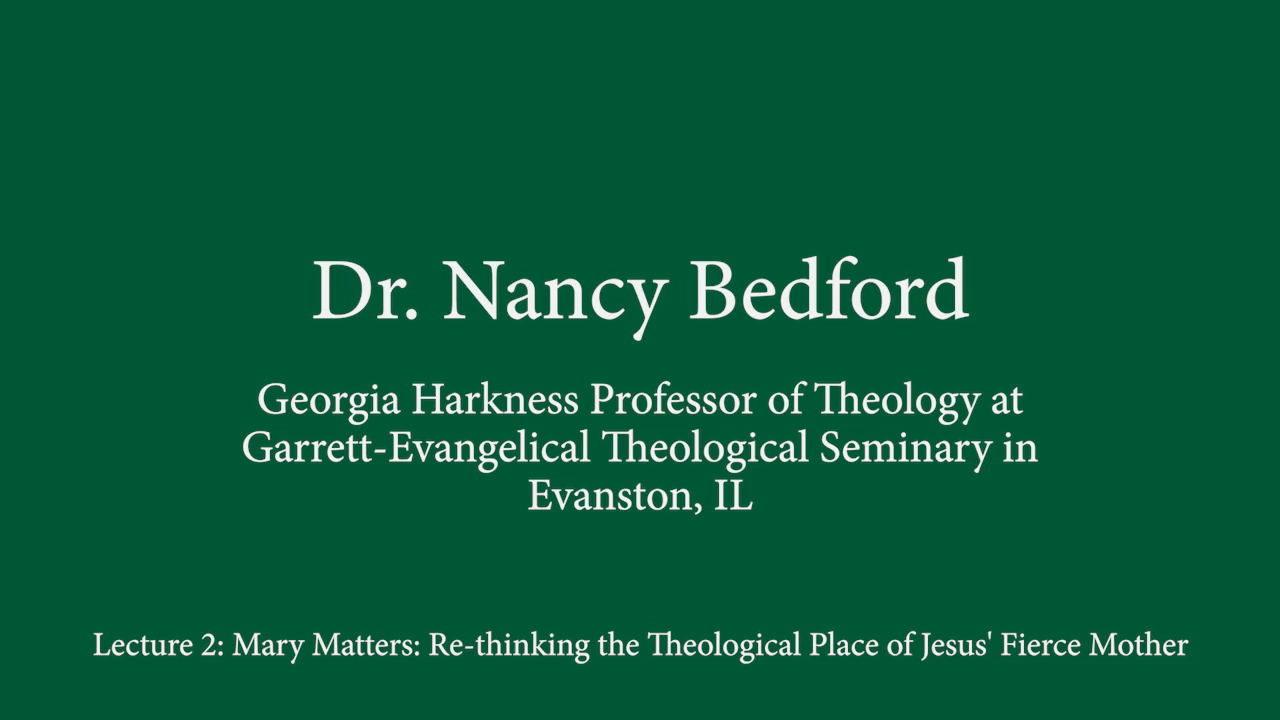 Dr. Nancy Bedford
Georgia Harkness Professor of Theology at
Garrett-Evangelical Theological Seminary in
Evanston, IL
Lecture 2: Mary Matters: Re-thinking the Theological Place of Jesus' Fierce Mother